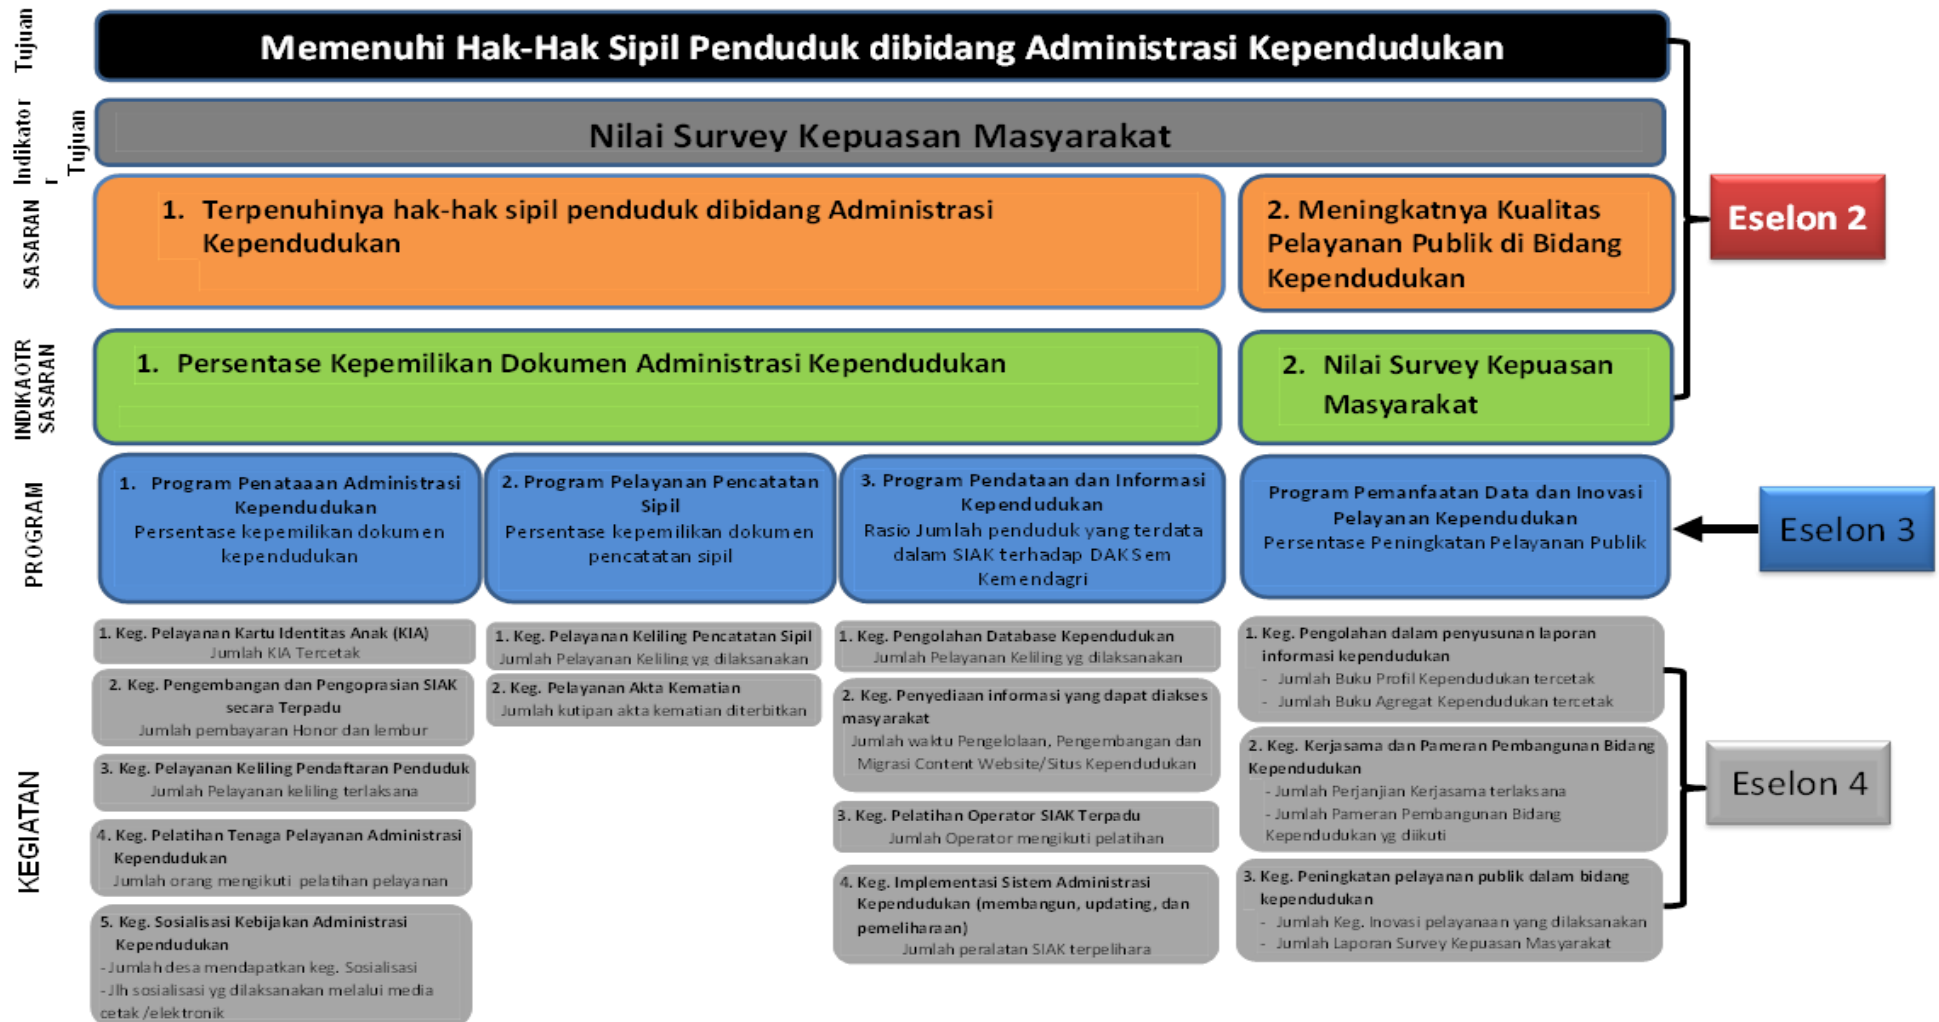 Tujuan
Memenuhi Hak-Hak Sipil Penduduk dibidang Administrasi Kependudukan
Indikator
r
Tujuan
Nilai Survey Kepuasan Masyarakat
SASARAN
1. Terpenuhinya hak-hak sipil penduduk dibidang Administrasi
Kependudukan
2. Meningkatnya Kualitas
Pelayanan Publik di Bidang
Kependudukan
Eselon 2
INDIKAOTR
SASARAN
1. Persentase Kepemilikan Dokumen Administrasi Kependudukan
2. Nilai Survey Kepuasan
Masyarakat
PROGRAM
1. Program Penataaan Administrasi
Kependudukan
Persentase kepemilikan dokumen
kependudukan
2. Program Pelayanan Pencatatan
Sipil
Persentase kepemilikan dokumen
pencatatan sipil
3. Program Pendataan dan Informasi
Kependudukan
Rasio Jumlah penduduk yang terdata
dalam SIAK terhadap DAKSem
Kemendagri
Program Pemanfaatan Data dan Inovasi
Pelayanan Kependudukan
Persentase Peningkatan Pelayanan Publik
Eselon 3
KEGIATAN
1. Keg. Pelayanan Kartu Identitas Anak (KIA)
Jumlah KIA Tercetak
2. Keg. Pengembangan dan Pengoprasian SIAK
secara Terpadu
Jumlah pembayaran Honor dan lembur
3. Keg. Pelayanan Keliling Pendaftaran Penduduk
Jumlah Pelayanan keliling terlaksana
4. Keg. Pelatihan Tenaga Pelayanan Administrasi
Kependudukan
Jumlah orang mengikuti pelatihan pelayanan
5. Keg. Sosialisasi Kebijakan Administrasi
Kependudukan
- Jumlah desa mendapatkan keg. Sosialisasi
- Jlh sosialisasi yg dilaksanakan melalui media
cetak /elektronik
1. Keg. Pelayanan Keliling Pencatatan Sipil
Jumlah Pelayanan Keliling yg dilaksanakan
2. Keg. Pelayanan Akta Kematian
Jumlah kutipan akta kematian diterbitkan
1. Keg. Pengolahan Database Kependudukan
Jumlah Pelayanan Keliling yg dilaksanakan
2. Keg. Penyediaan informasi yang dapat diakses
masyarakat
Jumlah waktu Pengelolaan, Pengembangan dan
Migrasi Content Website/Situs Kependudukan
3. Keg. Pelatihan Operator SIAK Terpadu
Jumlah Operator mengikuti pelatihan
4. Keg. Implementasi Sistem Administrasi
Kependudukan (membangun, updating, dan
pemeliharaan)
Jumlah peralatan SIAK terpelihara
1. Keg. Pengolahan dalam penyusunan laporan
informasi kependudukan
- Jumlah Buku Profil Kependudukan tercetak
- Jumlah Buku Agregat Kependudukan tercetak
2. Keg. Kerjasama dan Pameran Pembangunan Bidang
Kependudukan
- Jumlah Perjanjian Kerjasama terlaksana
- Jumlah Pameran Pembangunan Bidang
Kependudukan yg diikuti
3. Keg. Peningkatan pelayanan publik dalam bidang
kependudukan
- Jumlah Keg. Inovasi pelayanaan yang dilaksanakan
- Jumlah Laporan Survey Kepuasan Masyarakat
Eselon 4